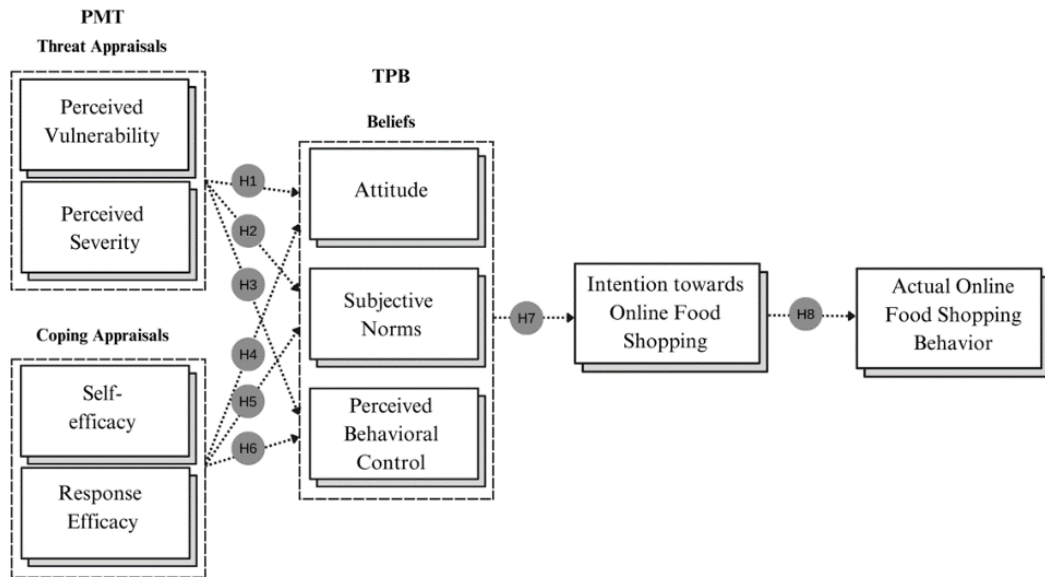 PMT
Threat Appraisals
Perceived
Vulnerability
Perceived
Severity
Coping Appraisals
Self-
efficacy
Response
Efficacy
H1
H2
H3
H4
H5
H6
TPB
Beliefs
Attitude
Subjective
Norms
Perceived
Behavioral
Control
H7
Intention towards
Online Food
Shopping
H8
Actual Online
Food Shopping
Behavior